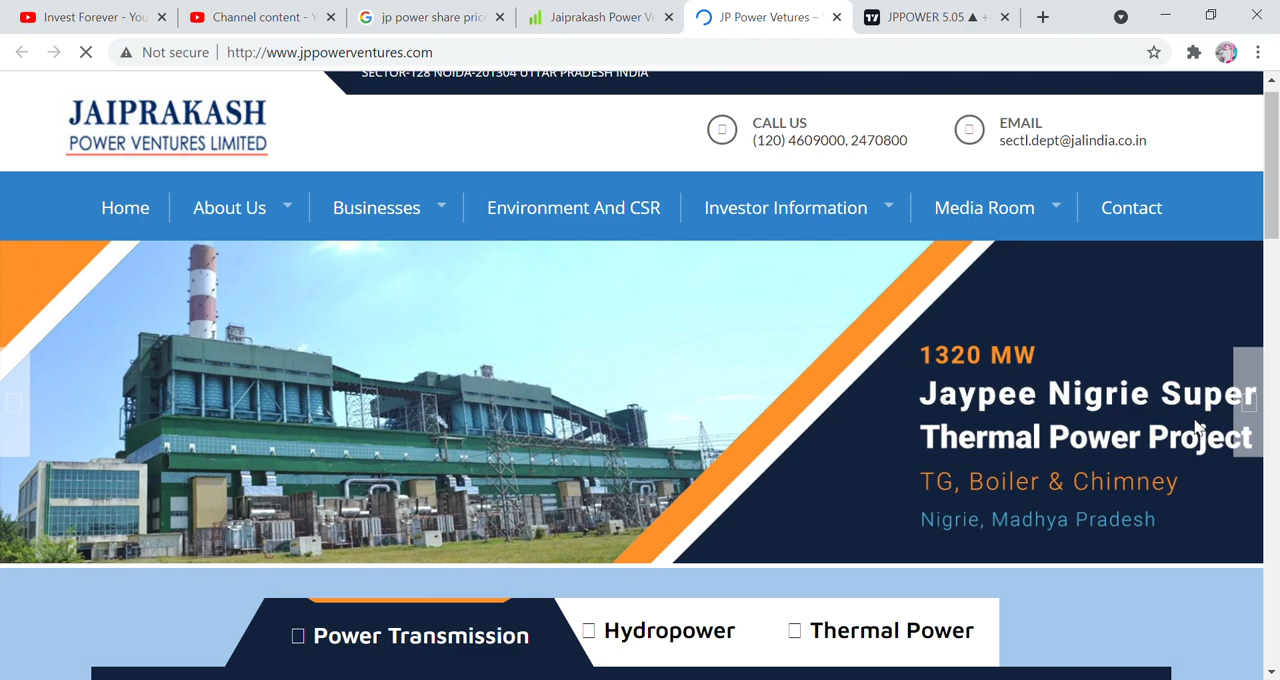 Invest Forever - You
Channel content - Y
jp power share pric
Jaiprakash Power Ve
JP Power Vetures –
JPPOWER 5.05 ▲ +
Not secure | http://www.jppowerventures.com
SECTOR-128 NOIDA-201304 UTTAR PRADESH INDIA
JAIPRAKASH
POWER VENTURES LIMITED
CALL US
(120) 4609000, 2470800
EMAIL
sectl.dept@jalindia.co.in
Home
About Us
Businesses
Environment And CSR
Investor Information
Media Room
Contact
1320 MW
Jaypee Nigrie Super
Thermal Power Project
TG, Boiler & Chimney
Nigrie, Madhya Pradesh
Power Transmission
Hydropower
Thermal Power